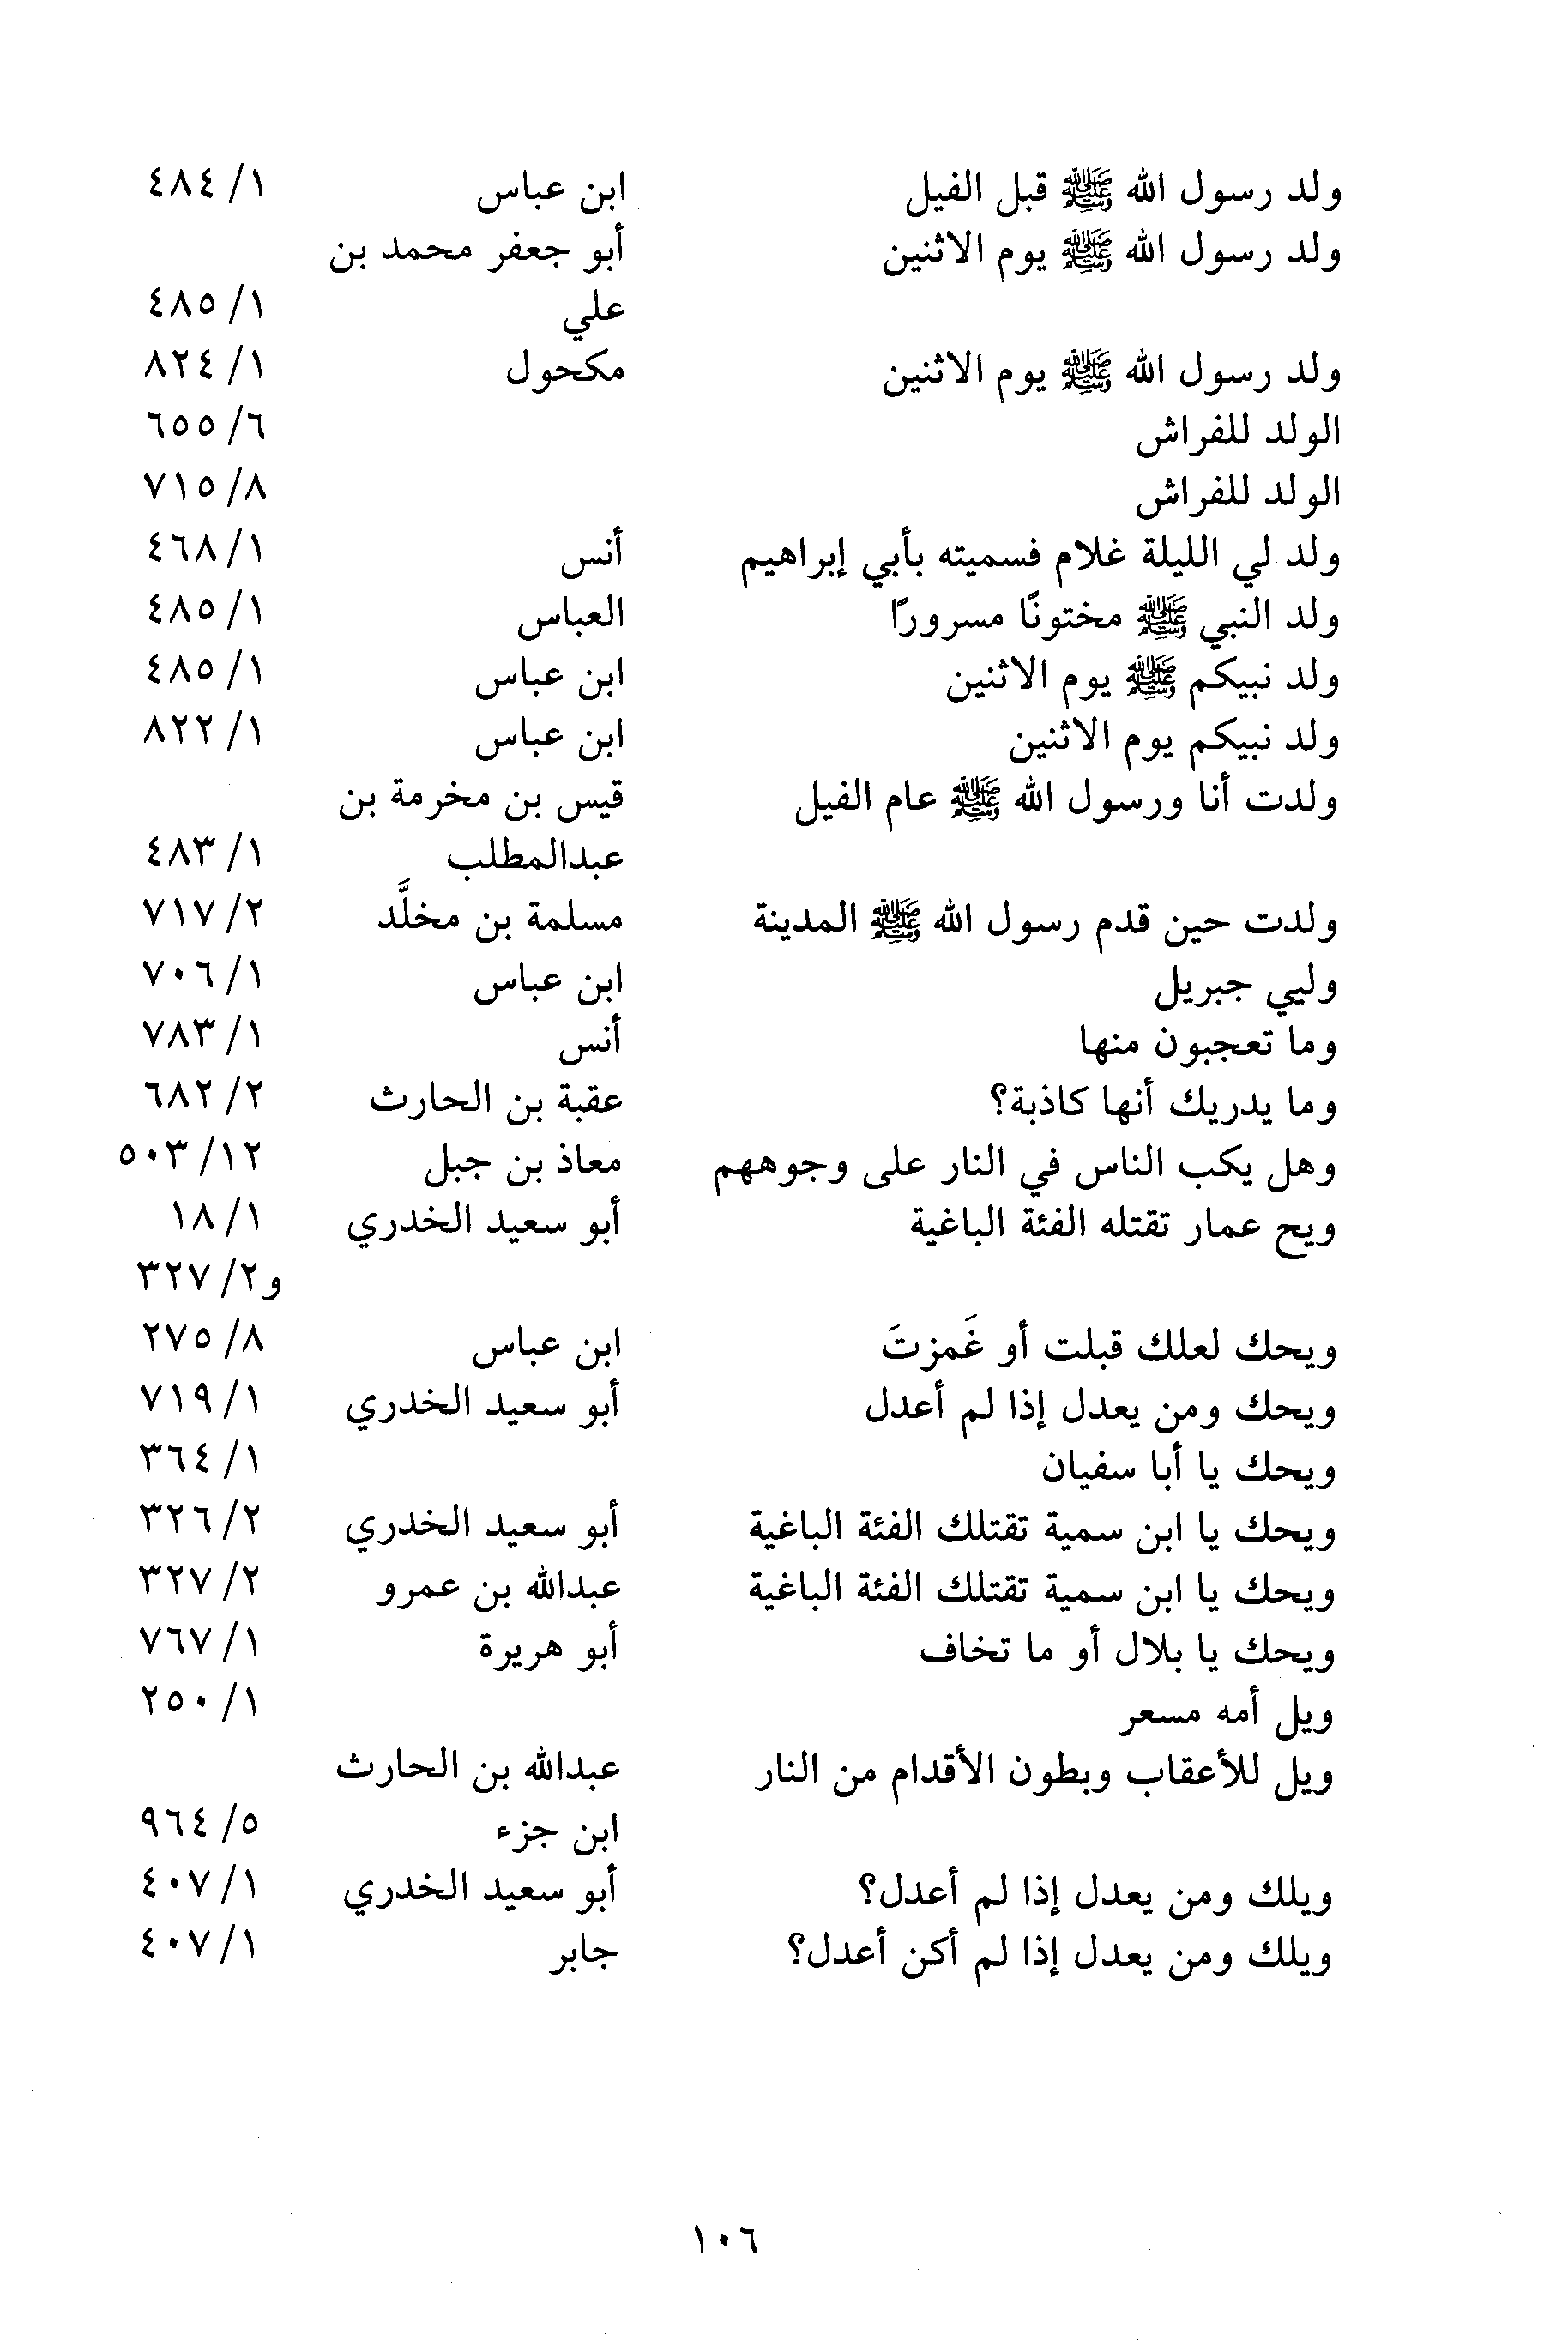 ولد رسول الله ﷺ قبل الفيل ابن عباس ١/ ٤٨٤
ولد رسول الله ﷺ يوم الاثنين أبو جعفر محمد بن
علي ١/ ٤٨٥
ولد رسول الله ﷺ يوم الاثنين مكحول ١/ ٨٢٤
الولد للفراش ٦/ ٦٥٥
الولد للفراش ٨/ ٧١٥
ولد لي الليلة غلام فسميته بأبي إبراهيم أنس ١/ ٤٦٨
ولد النبي ﷺ مختونًا مسرورًا العباس ١/ ٤٨٥
ولد نبيكم ﷺ يوم الاثنين ابن عباس ١/ ٤٨٥
ولد نبيكم يوم الاثنين ابن عباس ١/ ٨٢٢
ولدت أنا ورسول الله ﷺ عام الفيل قيس بن مخرمة بن
عبدالمطلب ١/ ٤٨٣
ولدت حين قدم رسول الله ﷺ المدينة مسلمة بن مخلَّد ٢/ ٧١٧
وليي جبريل ابن عباس ١/ ٧٠٦
وما تعجبون منها أنس ١/ ٧٨٣
وما يدريك أنها كاذبة؟ عقبة بن الحارث ٢/ ٦٨٢
وهل يكب الناس في النار على وجوههم معاذ بن جبل ١٢/ ٥٠٣
ويح عمار تقتله الفئة الباغية أبو سعيد الخدري ١/ ١٨
و٢/ ٣٢٧
ويحك لعلك قبلت أو غَمزتَ ابن عباس ٨/ ٢٧٥
ويحك ومن يعدل إذا لم أعدل أبو سعيد الخدري ١/ ٧١٩
ويحك يا أبا سفيان ١/ ٣٦٤
ويحك يا ابن سمية تقتلك الفئة الباغية أبو سعيد الخدري ٢/ ٣٢٦
ويحك يا ابن سمية تقتلك الفئة الباغية عبدالله بن عمرو ٢/ ٣٢٧
ويحك يا بلال أو ما تخاف أبو هريرة ١/ ٧٦٧
ويل أمه مسعر ١/ ٢٥٠
ويل للأعقاب وبطون الأقدام من النار عبدالله بن الحارث
ابن جزء ٥/ ٩٦٤
ويلك ومن يعدل إذا لم أعدل؟ أبو سعيد الخدري ١/ ٤٠٧
ويلك ومن يعدل إذا لم أكن أعدل؟ جابر ١/ ٤٠٧
١٠٦